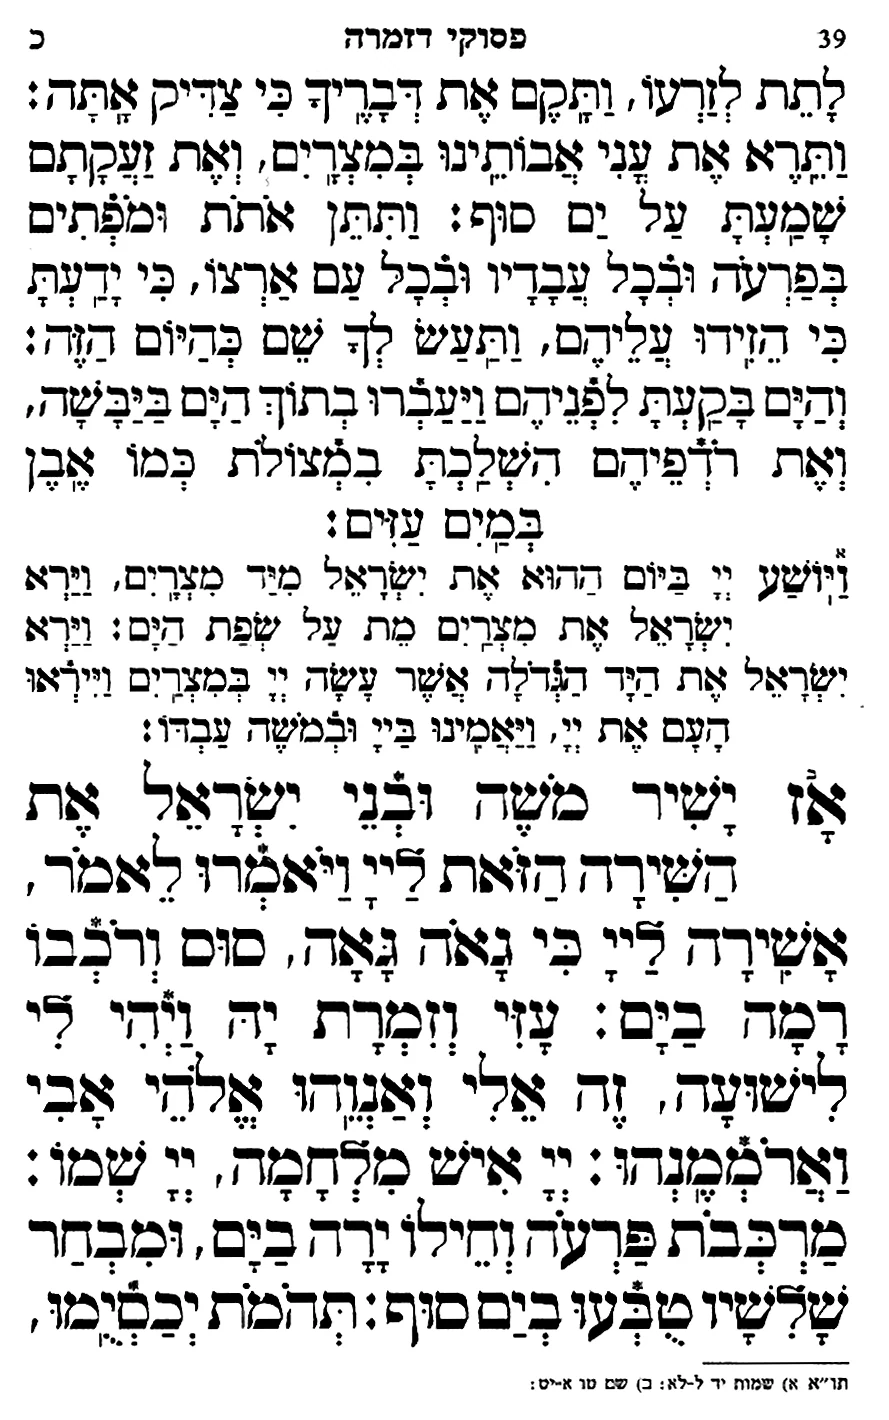 39 פסוקי דזמרה כ
לָתֵת לְזַרְעוֹ, וַתָּקֶם אֶת דְּבָרֶיךָ כִּי צַדִּיק אָתָּה:
וַתֵּרֶא אֶת עֳנִי אֲבוֹתֵינוּ בְּמִצְרָיִם, וְאֶת זַעֲקָתָם
שָׁמַעְתָּ עַל יַם סוּף: וַתִּתֵּן אֹתֹת וּמֹפְתִים
בְּפַרְעֹה וּבְכָל עֲבָדָיו וּבְכָל עַם אַרְצוֹ, כִּי יָדַעְתָּ
כִּי הֵזִידוּ עֲלֵיהֶם, וַתַּעַשׂ לְךָ שֵׁם כְּהַיּוֹם הַזֶּה:
וְהַיָּם בָּקַעְתָּ לִפְנֵיהֶם וַיַּעַבְרוּ בְתוֹךְ הַיָּם בַּיַּבָּשָׁה,
וְאֶת רֹדְפֵיהֶם הִשְׁלַכְתָּ בִמְצוֹלֹת כְּמוֹ אֶבֶן
בְּמַיִם עַזִּים:
א וַיּוֹשַׁע יְיָ בַּיּוֹם הַהוּא אֶת יִשְׂרָאֵל מִיַּד מִצְרָיִם, וַיַּרְא
יִשְׂרָאֵל אֶת מִצְרַיִם מֵת עַל שְׂפַת הַיָּם: וַיַּרְא
יִשְׂרָאֵל אֶת הַיָּד הַגְּדֹלָה אֲשֶׁר עָשָׂה יְיָ בְּמִצְרַיִם וַיִּירְאוּ
הָעָם אֶת יְיָ, וַיַּאֲמִינוּ בַּייָ וּבְמֹשֶׁה עַבְדּוֹ:
ב אָז יָשִׁיר מֹשֶׁה וּבְנֵי יִשְׂרָאֵל אֶת
הַשִּׁירָה הַזֹּאת לַייָ וַיֹּאמְרוּ לֵאמֹר,
אָשִׁירָה לַייָ כִּי גָאֹה גָּאָה, סוּס וְרֹכְבוֹ
רָמָה בַיָּם: עָזִּי וְזִמְרָת יָהּ וַיְהִי לִי
לִישׁוּעָה, זֶה אֵלִי וְאַנְוֵהוּ אֱלֹהֵי אָבִי
וַאֲרֹמְמֶנְהוּ: יְיָ אִישׁ מִלְחָמָה, יְיָ שְׁמוֹ:
מַרְכְּבֹת פַּרְעֹה וְחֵילוֹ יָרָה בַיָּם, וּמִבְחַר
שָׁלִשָׁיו טֻבְּעוּ בְיַם סוּף: תְּהֹמֹת יְכַסְיֻמוּ,
תו״א א) שמות יד ל-לא: ב) שם טו א-יט: